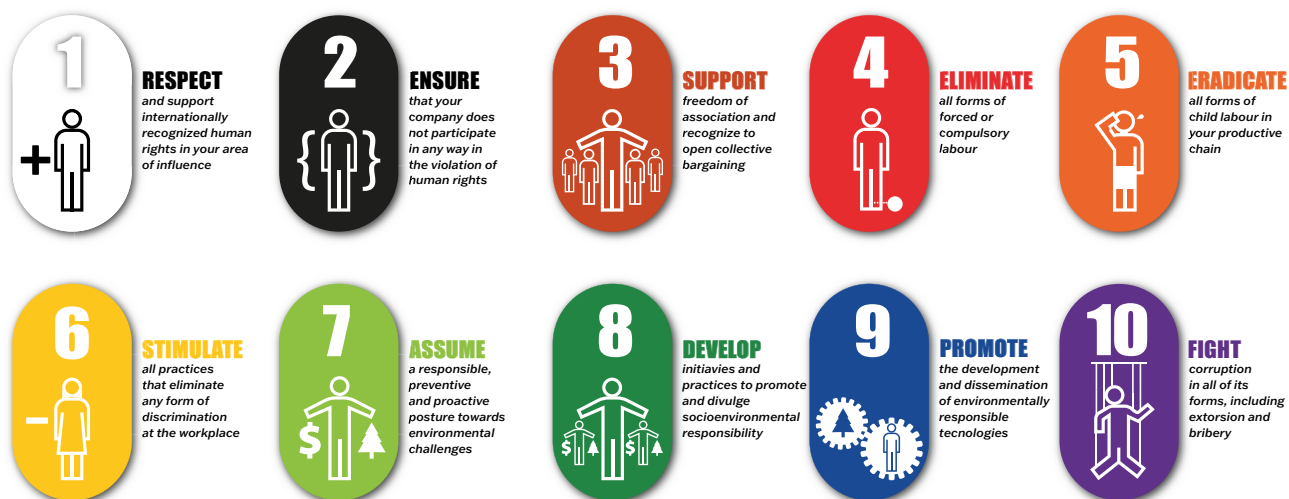 1
RESPECT
and support
internationally
recognized human
rights in your area
of influence
2
ENSURE
that your
company does
not participate
in any way in
the violation of
human rights
3
SUPPORT
freedom of
association and
recognize to
open collective
bargaining
4
ELIMINATE
all forms of
forced or
compulsory
labour
5
ERADICATE
all forms of
child labour in
your productive
chain
6
STIMULATE
all practices
that eliminate
any form of
discrimination
at the workplace
7
ASSUME
a responsible,
preventive
and proactive
posture towards
environmental
challenges
$
8
DEVELOP
initiavies and
practices to promote
and divulge
socioenvironmental
responsibility
$ $
9
PROMOTE
the development
and dissemination
of environmentally
responsible
tecnologies
10
FIGHT
corruption
in all of its
forms, including
extorsion and
bribery